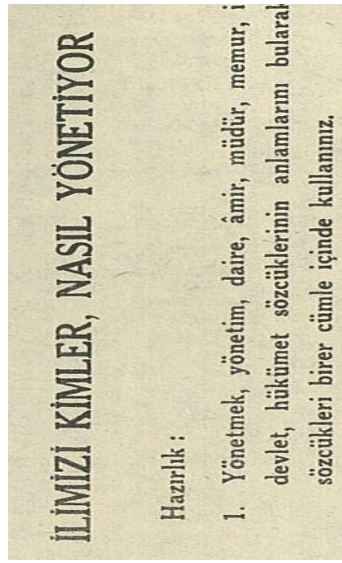 İLİMİZİ KİMLER, NASIL YÖNETİYOR
Hazırlık :
1. Yönetmek, yönetim, daire, âmir, müdür, memur,
devlet, hükümet sözcüklerinin anlamlarını
sözcükleri birer cümle içinde kullanınız.